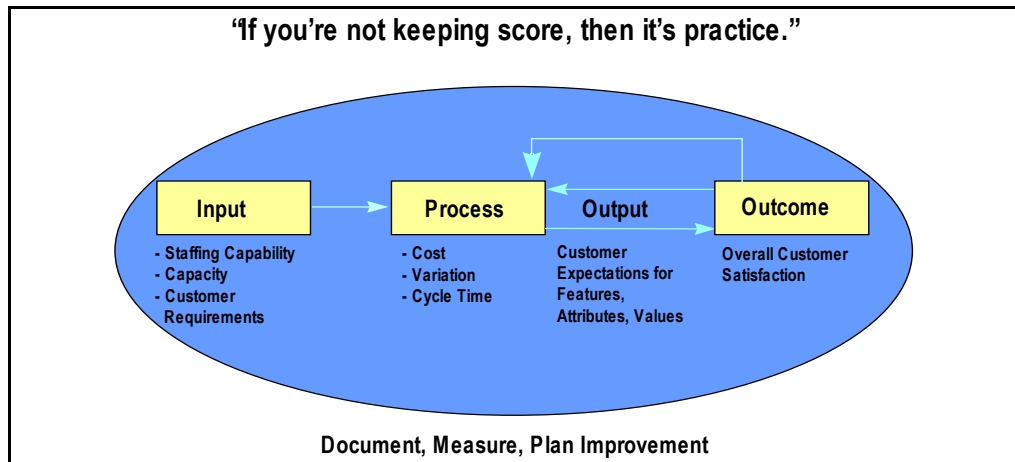 “If you’re not keeping score, then it’s practice.”
Input
Process
Output
Outcome
- Staffing Capability
- Capacity
- Customer
Requirements
- Cost
- Variation
- Cycle Time
Customer
Expectations for
Features,
Attributes, Values
Overall Customer
Satisfaction
Document, Measure, Plan Improvement